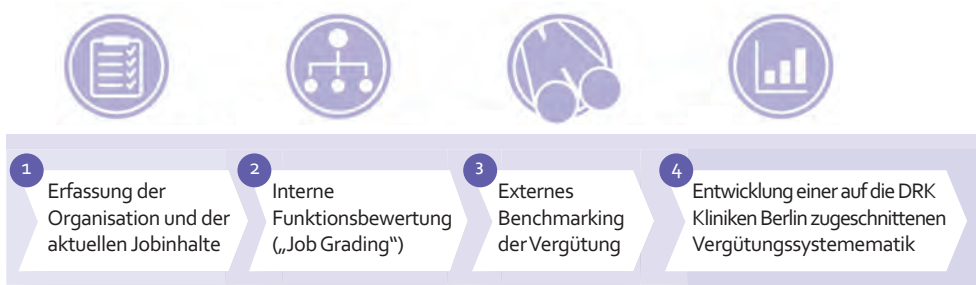 1
Erfassung der
Organisation und der
aktuellen Jobinhalte
2
Interne
Funktionsbewertung
(„Job Grading“)
3
Externes
Benchmarking
der Vergütung
4
Entwicklung einer auf die DRK
Kliniken Berlin zugeschnittenen
Vergütungssystemematik